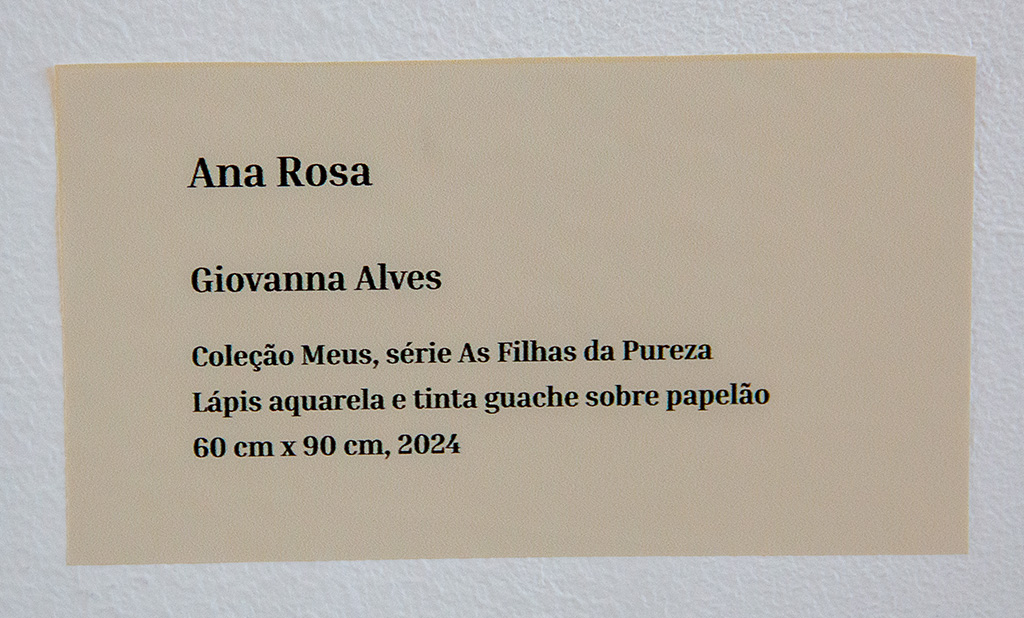 Ana Rosa
Giovanna Alves
Coleção Meus, série As Filhas da Pureza
Lápis aquarela e tinta guache sobre papelão
60 cm x 90 cm, 2024